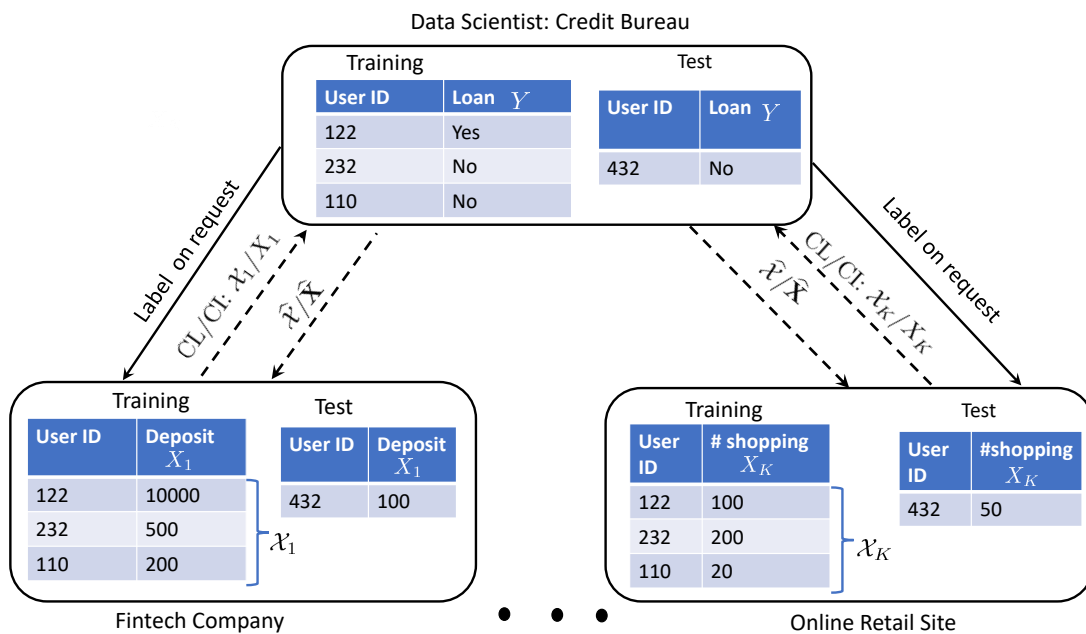 Data Scientist: Credit Bureau
Training
Test
User ID Loan Y
122 Yes
232 No
110 No
User ID Loan Y
432 No
Label on request
CL/CI: 𝒳₁/X₁
𝒳̂/𝐗̂
𝒳̂/𝐗̂
CL/CI: 𝒳_K/X_K
Label on request
Training
Test
User ID Deposit
X₁
122 10000
232 500
110 200
𝒳₁
User ID Deposit
X₁
432 100
Fintech Company
• • •
Training
Test
User # shopping
ID X_K
122 100
232 200
110 20
𝒳_K
User #shopping
ID X_K
432 50
Online Retail Site